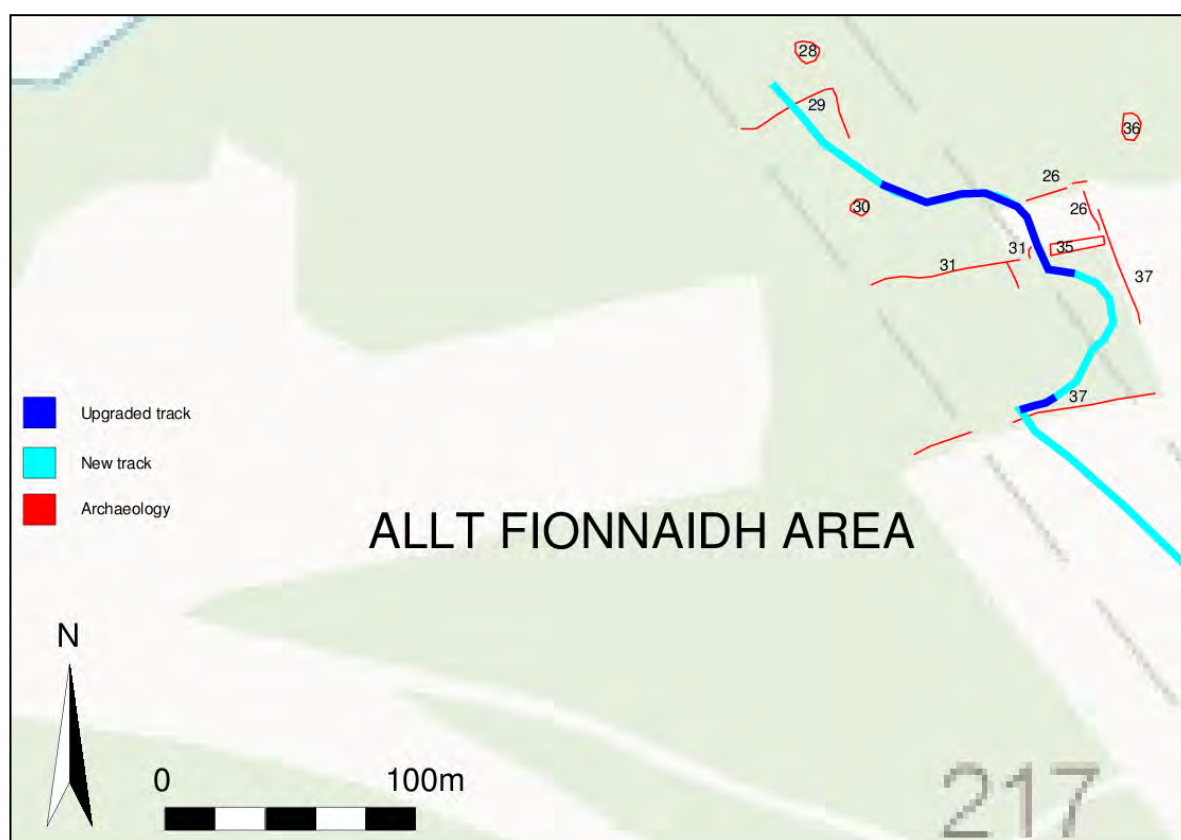 28
29
36
26
30
26
31
35
31
37
37
Upgraded track
New track
Archaeology
ALLT FIONNAIDH AREA
N
0 100m
217